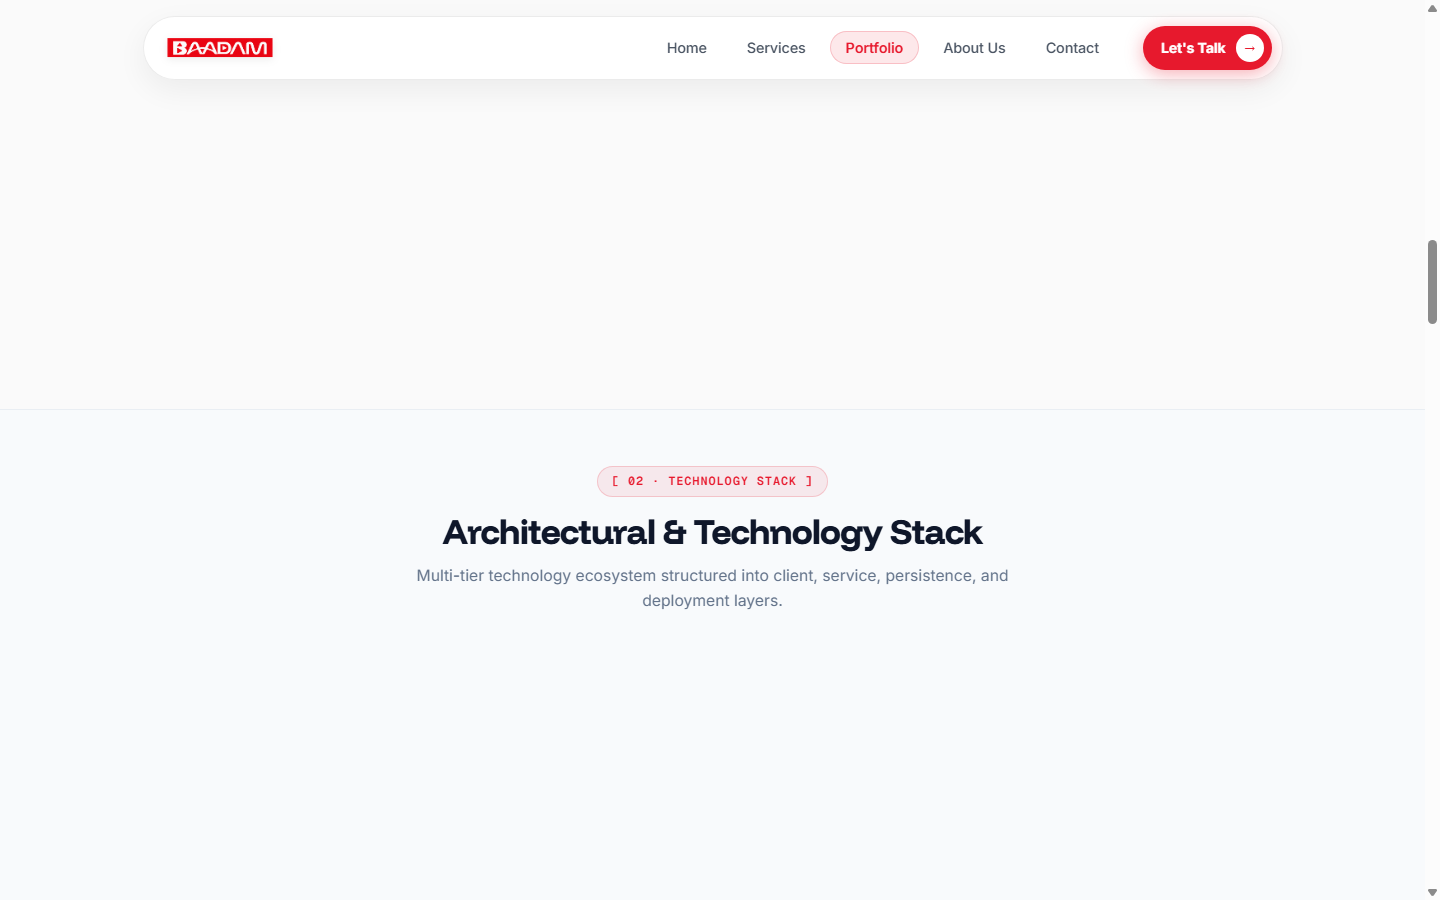 BAADAM
Home
Services
Portfolio
About Us
Contact
Let's Talk →
[ 02 · TECHNOLOGY STACK ]
Architectural & Technology Stack
Multi-tier technology ecosystem structured into client, service, persistence, and
deployment layers.